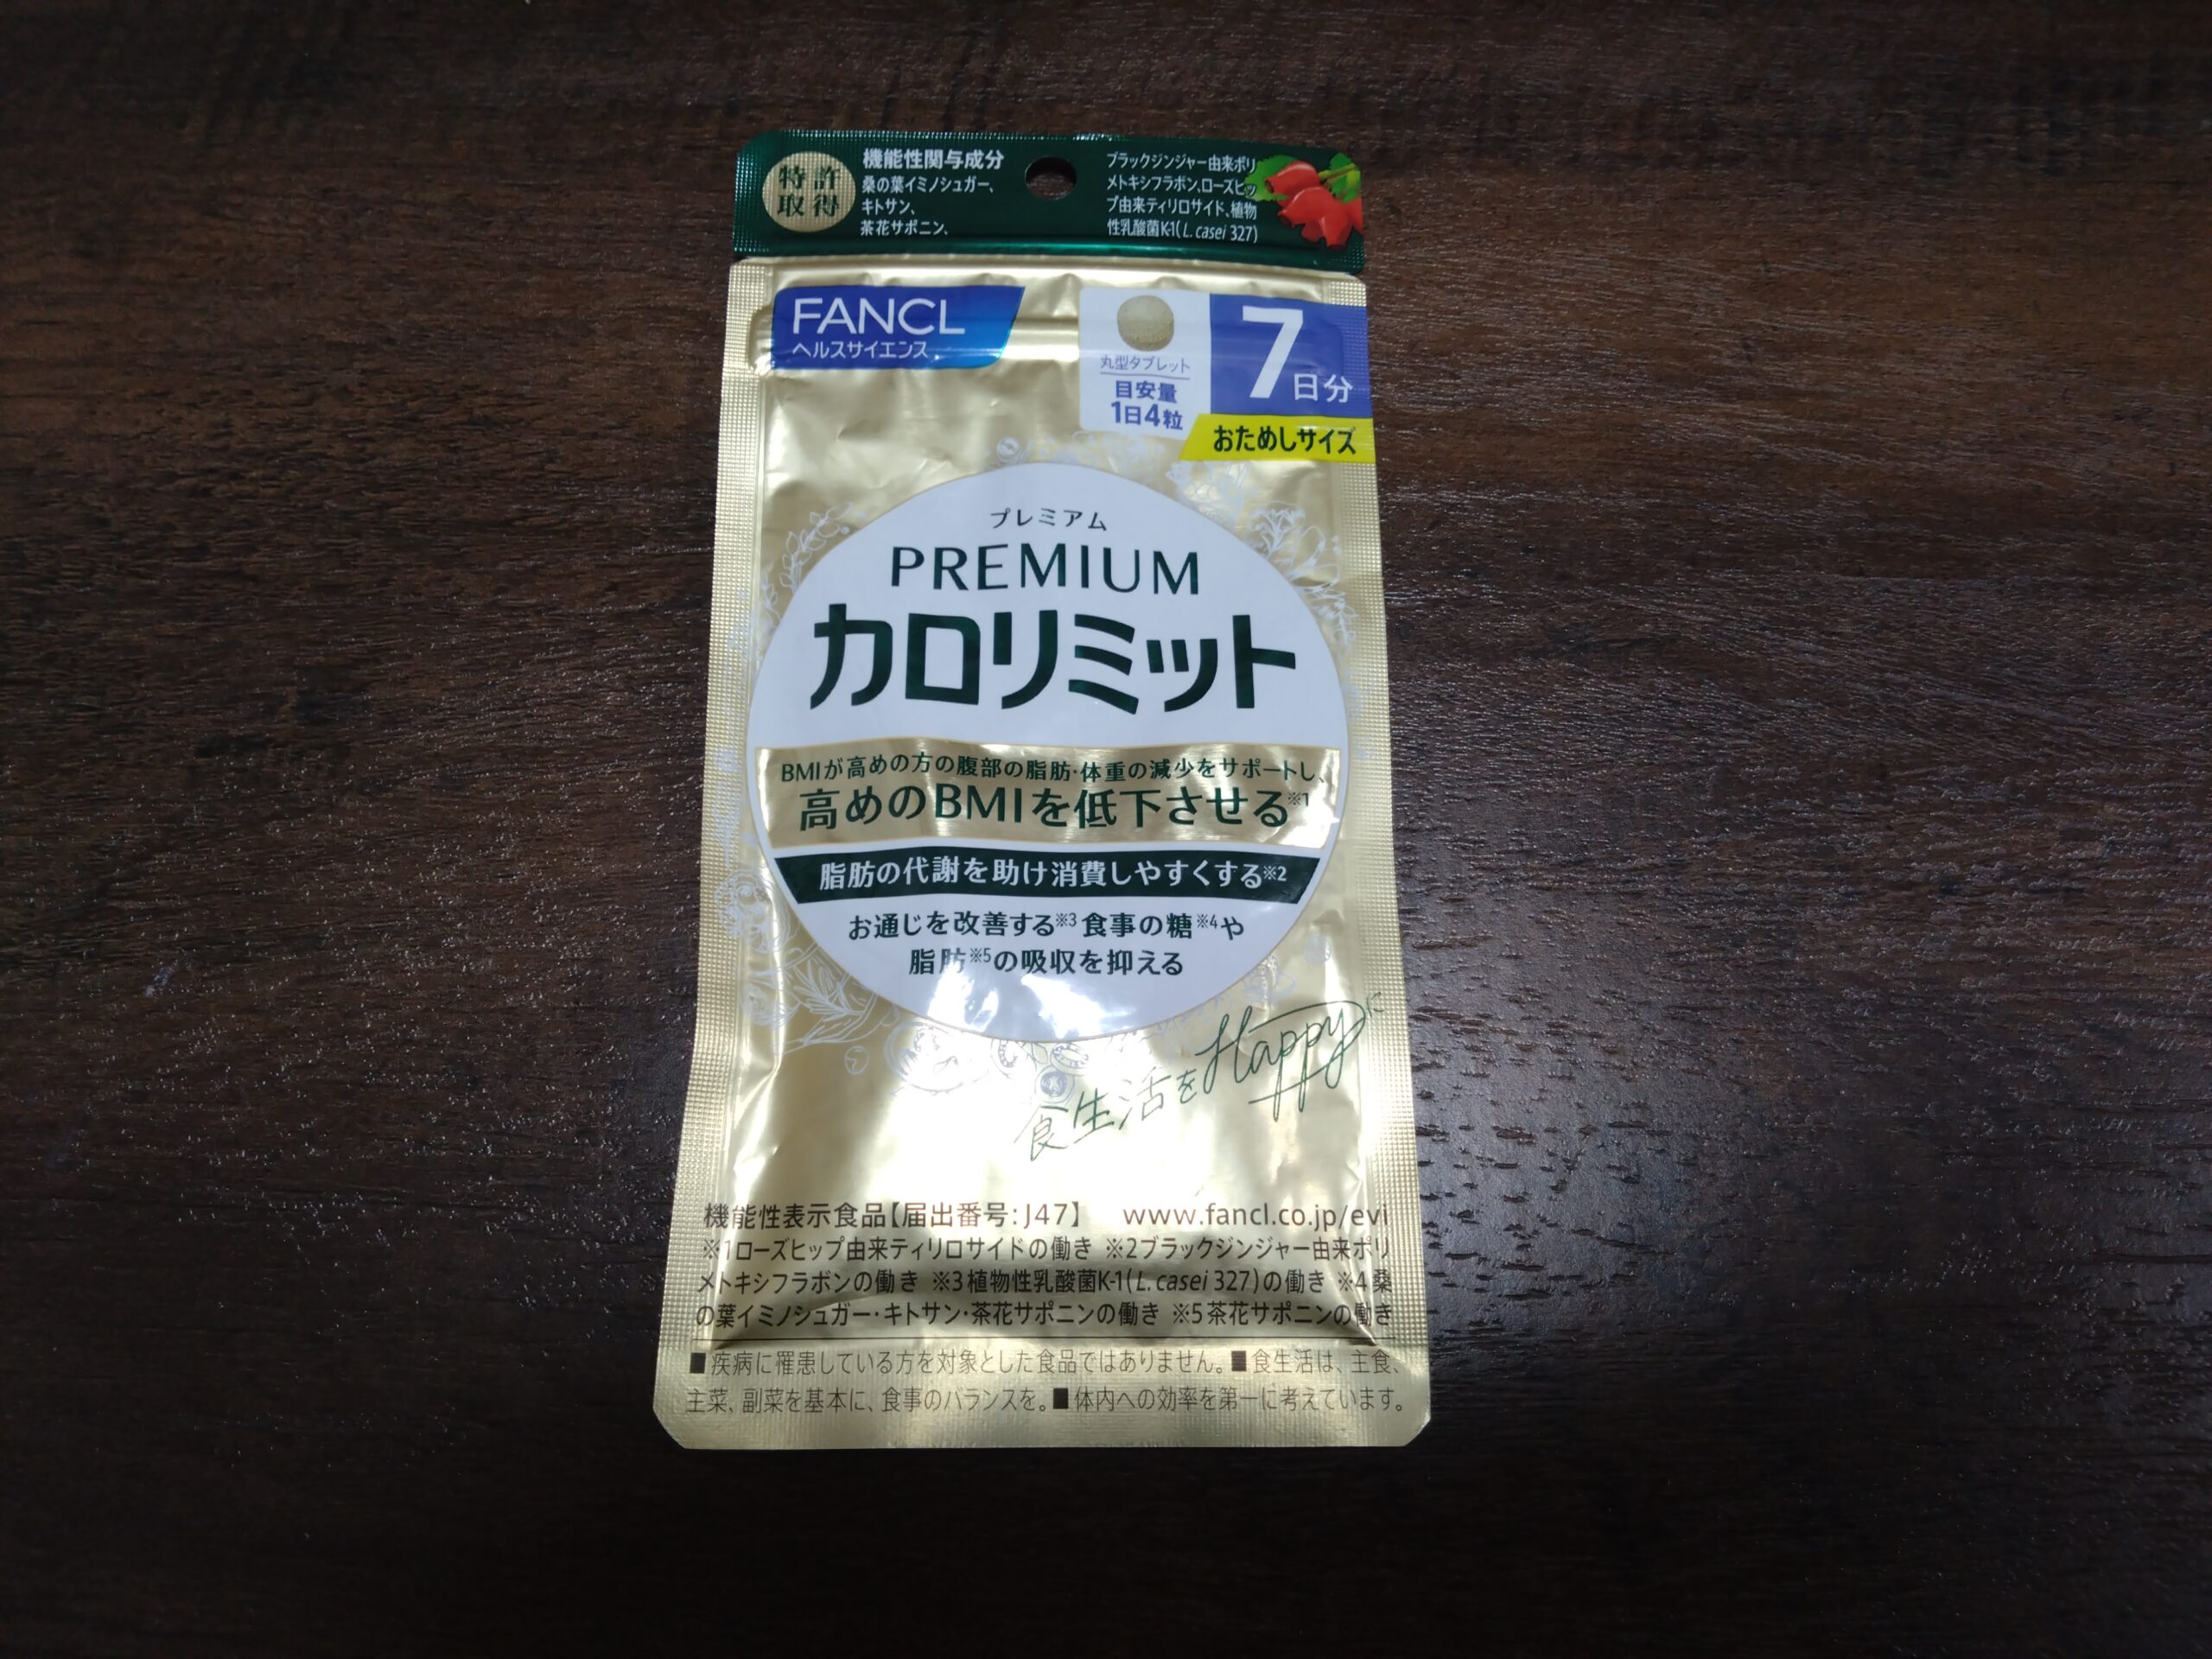 特許
取得
機能性関与成分
桑の葉イミノシュガー、
キトサン、
茶花サポニン、
ブラックジンジャー由来ポリ
メトキシフラボン、ローズヒッ
プ由来ティリロサイド、植物
性乳酸菌K-1(L. casei 327)
FANCL
ヘルスサイエンス
丸型タブレット
目安量
1日4粒
7日分
おためしサイズ
プレミアム
PREMIUM
カロリミット
BMIが高めの方の腹部の脂肪・体重の減少をサポートし、
高めのBMIを低下させる※1
脂肪の代謝を助け消費しやすくする※2
お通じを改善する※3 食事の糖※4や
脂肪※5の吸収を抑える
食生活をHappyに
機能性表示食品【届出番号:J47】 www.fancl.co.jp/evi
※1ローズヒップ由来ティリロサイドの働き ※2ブラックジンジャー由来ポリ
メトキシフラボンの働き ※3植物性乳酸菌K-1(L. casei 327)の働き ※4桑
の葉イミノシュガー・キトサン・茶花サポニンの働き ※5茶花サポニンの働き
■疾病に罹患している方を対象とした食品ではありません。■食生活は、主食、
主菜、副菜を基本に、食事のバランスを。■体内への効率を第一に考えています。